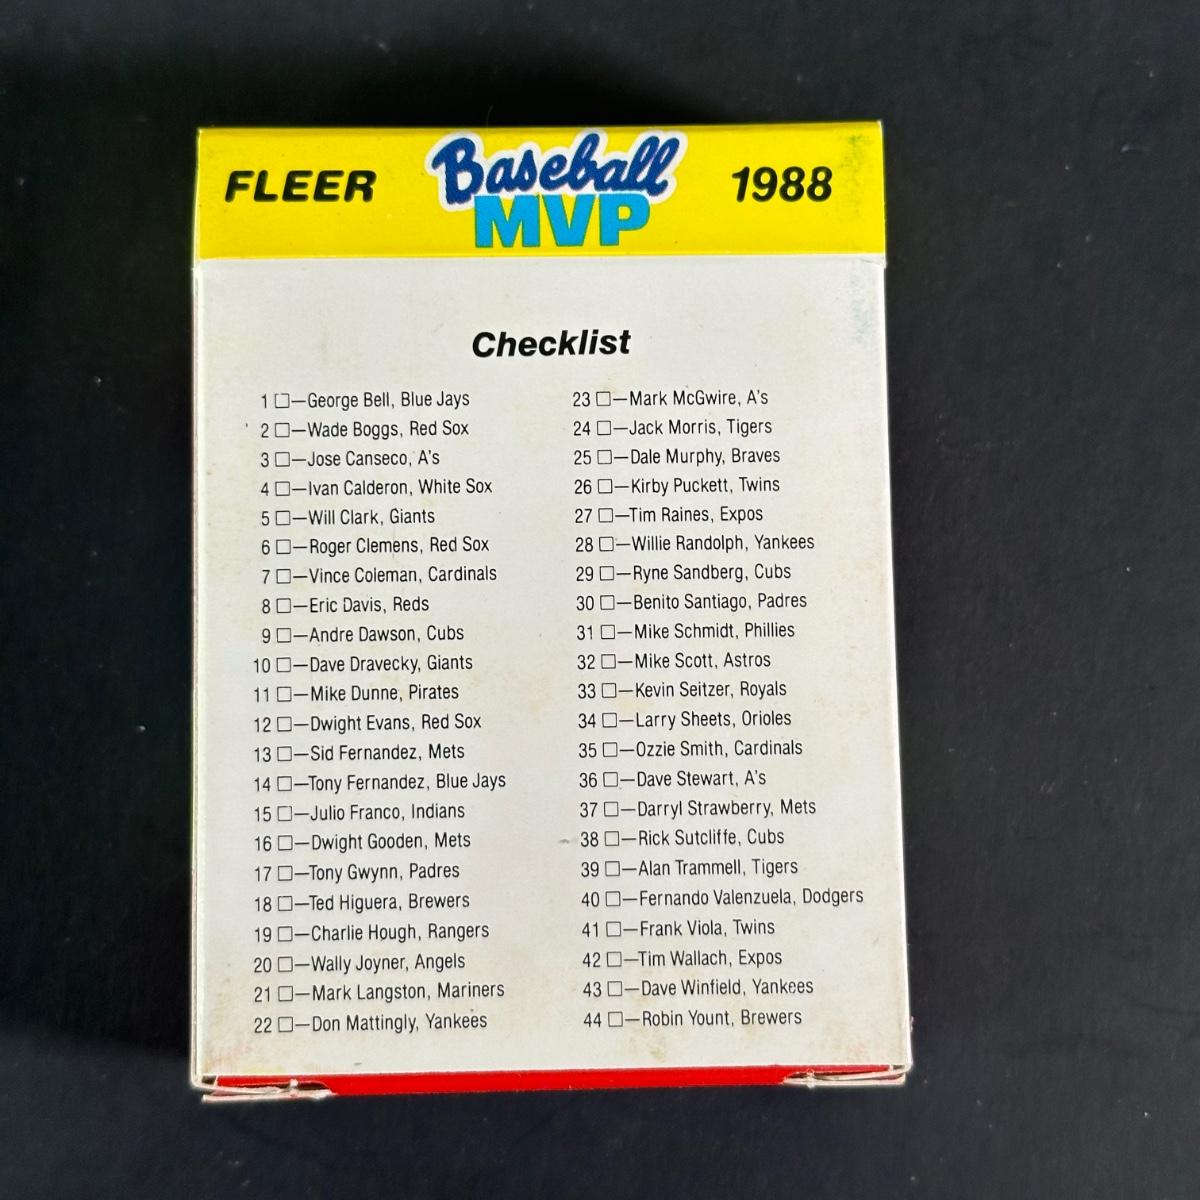 FLEER Baseball MVP 1988
Checklist
1 □—George Bell, Blue Jays
2 □—Wade Boggs, Red Sox
3 □—Jose Canseco, A's
4 □—Ivan Calderon, White Sox
5 □—Will Clark, Giants
6 □—Roger Clemens, Red Sox
7 □—Vince Coleman, Cardinals
8 □—Eric Davis, Reds
9 □—Andre Dawson, Cubs
10 □—Dave Dravecky, Giants
11 □—Mike Dunne, Pirates
12 □—Dwight Evans, Red Sox
13 □—Sid Fernandez, Mets
14 □—Tony Fernandez, Blue Jays
15 □—Julio Franco, Indians
16 □—Dwight Gooden, Mets
17 □—Tony Gwynn, Padres
18 □—Ted Higuera, Brewers
19 □—Charlie Hough, Rangers
20 □—Wally Joyner, Angels
21 □—Mark Langston, Mariners
22 □—Don Mattingly, Yankees
23 □—Mark McGwire, A's
24 □—Jack Morris, Tigers
25 □—Dale Murphy, Braves
26 □—Kirby Puckett, Twins
27 □—Tim Raines, Expos
28 □—Willie Randolph, Yankees
29 □—Ryne Sandberg, Cubs
30 □—Benito Santiago, Padres
31 □—Mike Schmidt, Phillies
32 □—Mike Scott, Astros
33 □—Kevin Seitzer, Royals
34 □—Larry Sheets, Orioles
35 □—Ozzie Smith, Cardinals
36 □—Dave Stewart, A's
37 □—Darryl Strawberry, Mets
38 □—Rick Sutcliffe, Cubs
39 □—Alan Trammell, Tigers
40 □—Fernando Valenzuela, Dodgers
41 □—Frank Viola, Twins
42 □—Tim Wallach, Expos
43 □—Dave Winfield, Yankees
44 □—Robin Yount, Brewers